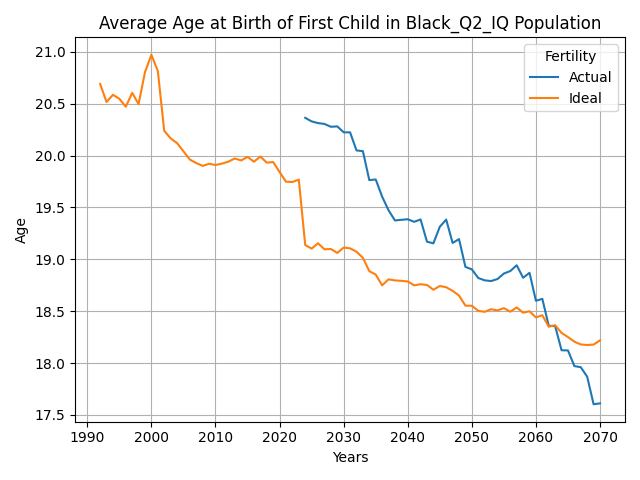 Average Age at Birth of First Child in Black_Q2_IQ Population
Fertility
Actual
Ideal
21.0
20.5
20.0
19.5
19.0
18.5
18.0
17.5
Age
1990 2000 2010 2020 2030 2040 2050 2060 2070
Years